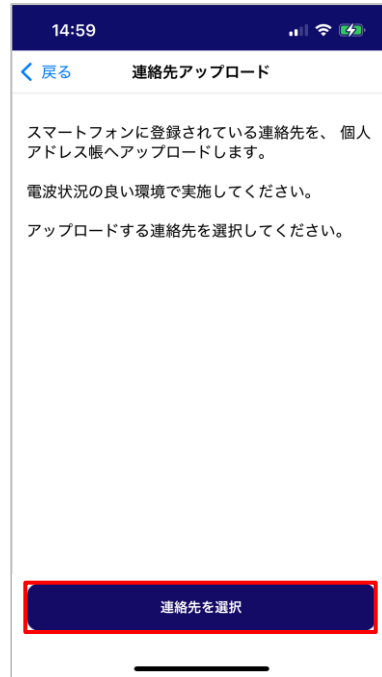 14:59
戻る 連絡先アップロード
スマートフォンに登録されている連絡先を、 個人
アドレス帳へアップロードします。
電波状況の良い環境で実施してください。
アップロードする連絡先を選択してください。
連絡先を選択